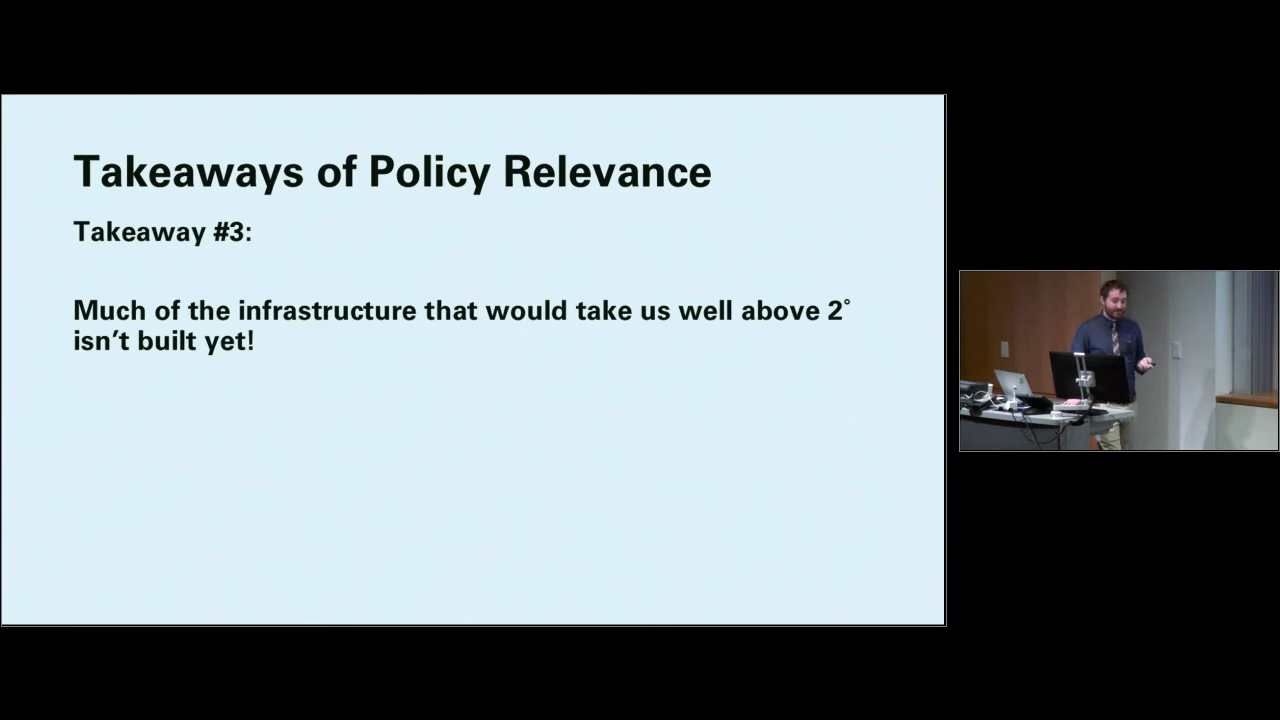 Takeaways of Policy Relevance
Takeaway #3:
Much of the infrastructure that would take us well above 2˚
isn’t built yet!